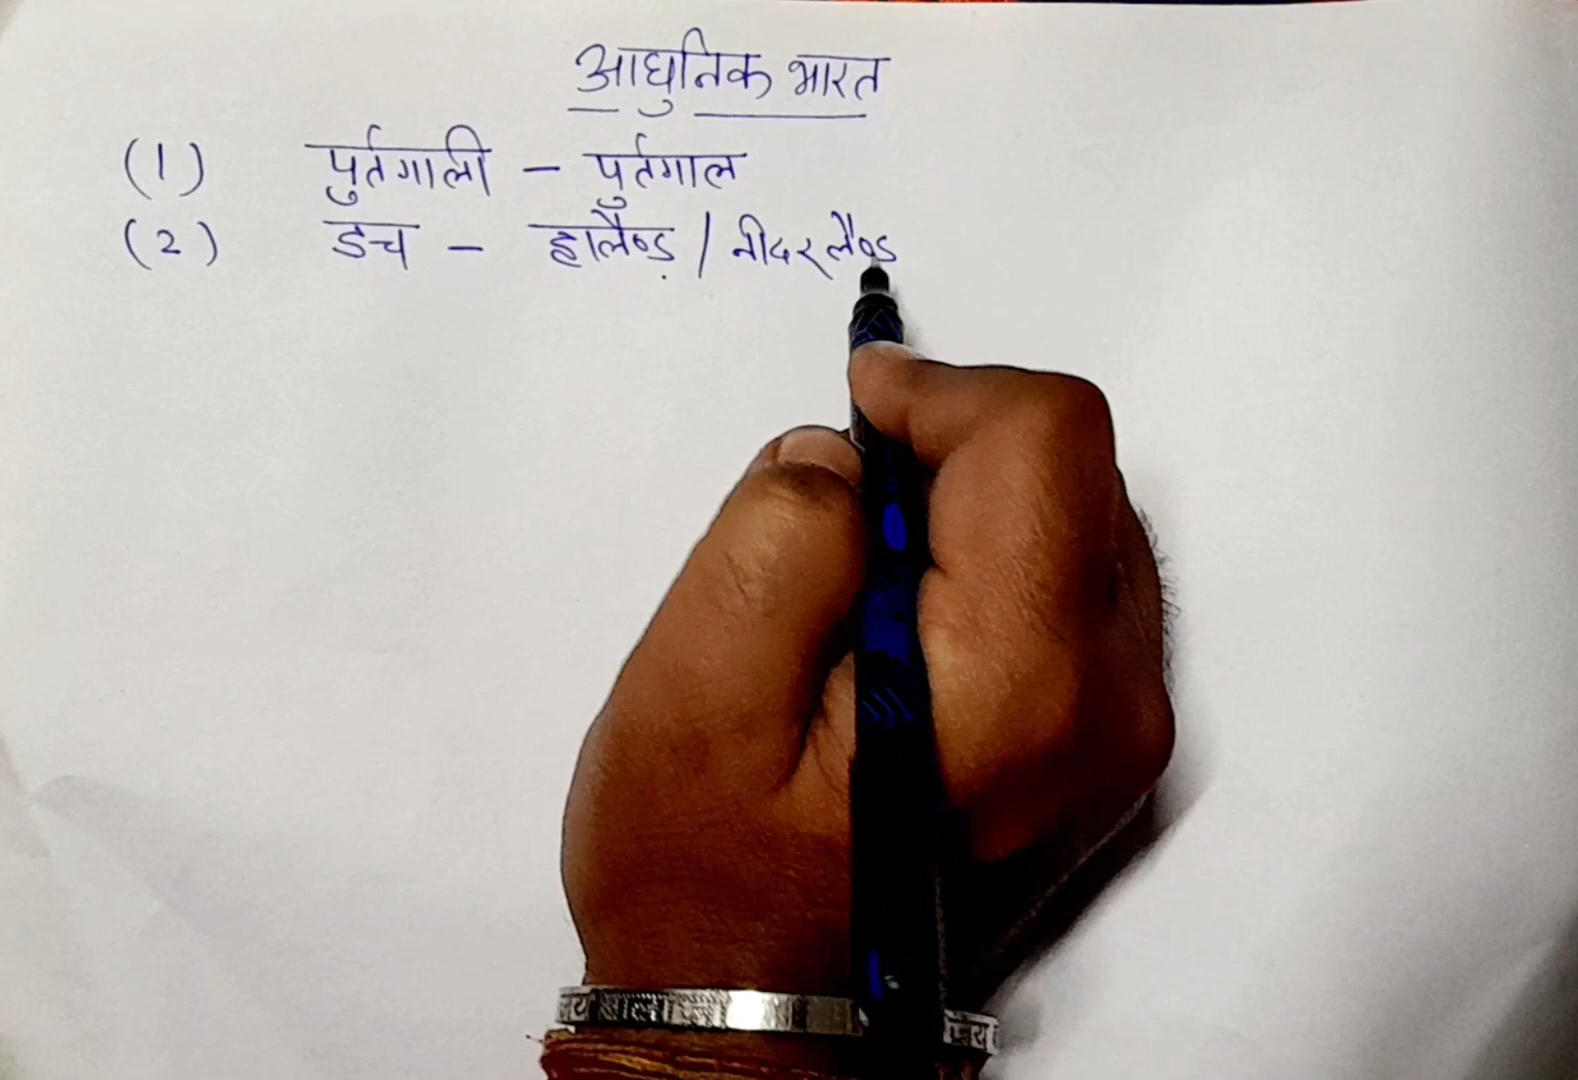 आधुनिक भारत
(1) पुर्तगाली - पुर्तगाल
(2) डच - हालैण्ड़ / नीदरलैण्ड